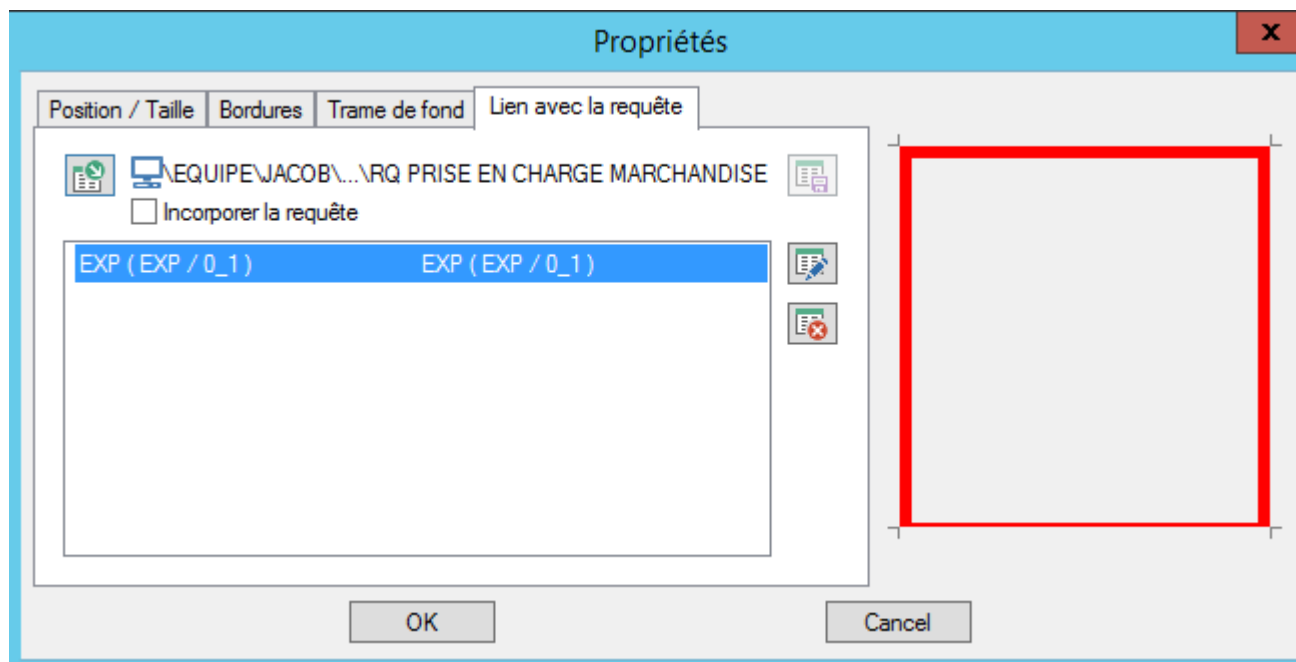 Propriétés
x
Position / Taille Bordures Trame de fond Lien avec la requête
\EQUIPE\JACOB\...\RQ PRISE EN CHARGE MARCHANDISE
Incorporer la requête
EXP ( EXP / 0_1 ) EXP ( EXP / 0_1 )
OK Cancel